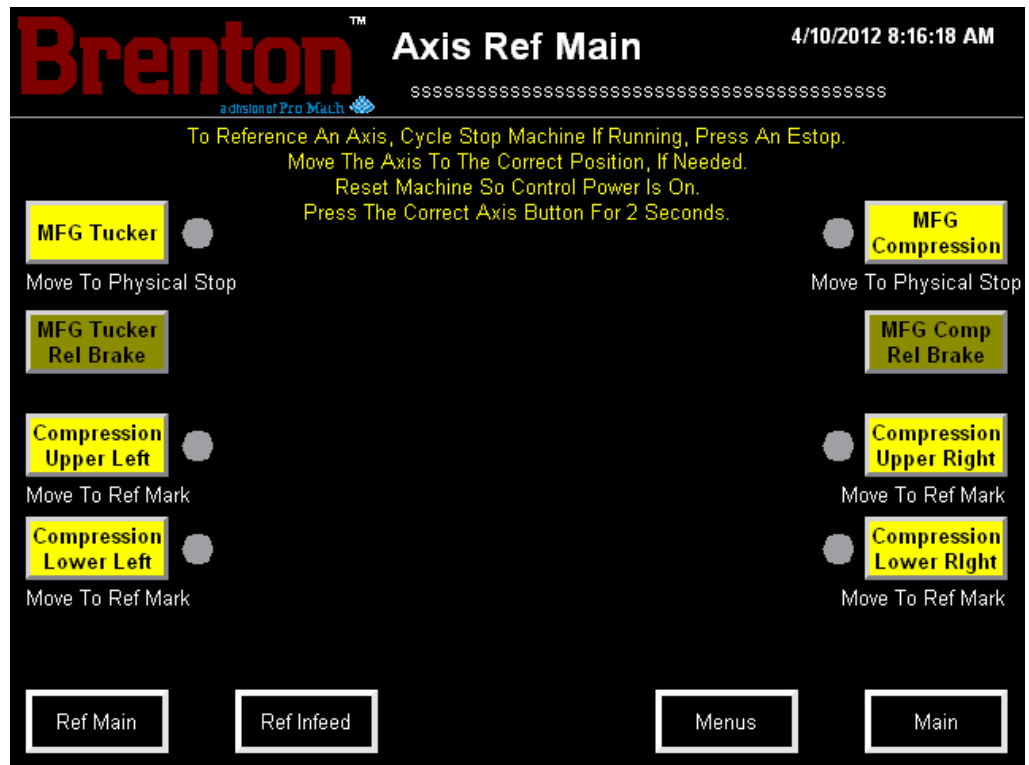 Brenton™
a division of Pro Mach
Axis Ref Main
4/10/2012 8:16:18 AM
ssssssssssssssssssssssssssssssssssssssssssss
To Reference An Axis, Cycle Stop Machine If Running, Press An Estop.
Move The Axis To The Correct Position, If Needed.
Reset Machine So Control Power Is On.
Press The Correct Axis Button For 2 Seconds.
MFG Tucker
Move To Physical Stop
MFG
Compression
Move To Physical Stop
MFG Tucker
Rel Brake
MFG Comp
Rel Brake
Compression
Upper Left
Move To Ref Mark
Compression
Upper Right
Move To Ref Mark
Compression
Lower Left
Move To Ref Mark
Compression
Lower RIght
Move To Ref Mark
Ref Main
Ref Infeed
Menus
Main